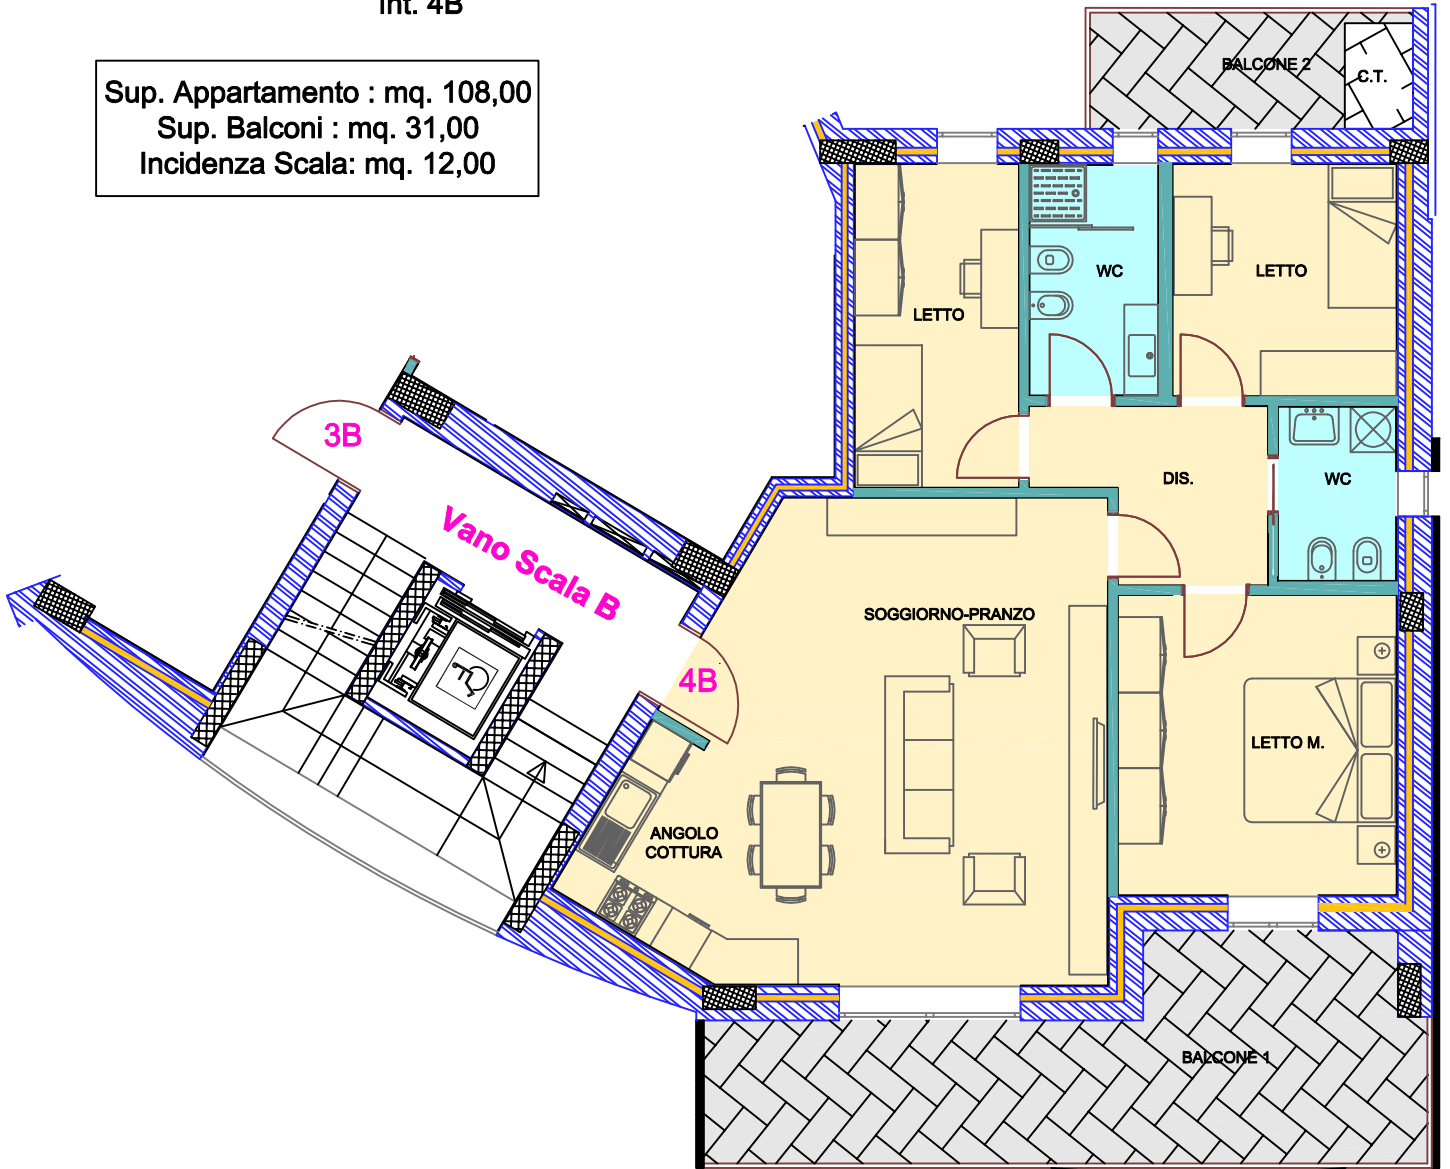 Int. 4B
Sup. Appartamento : mq. 108,00
Sup. Balconi : mq. 31,00
Incidenza Scala: mq. 12,00
BALCONE 2
C.T.
WC
LETTO
LETTO
3B
DIS.
WC
Vano Scala B
SOGGIORNO-PRANZO
4B
LETTO M.
ANGOLO
COTTURA
BALCONE 1